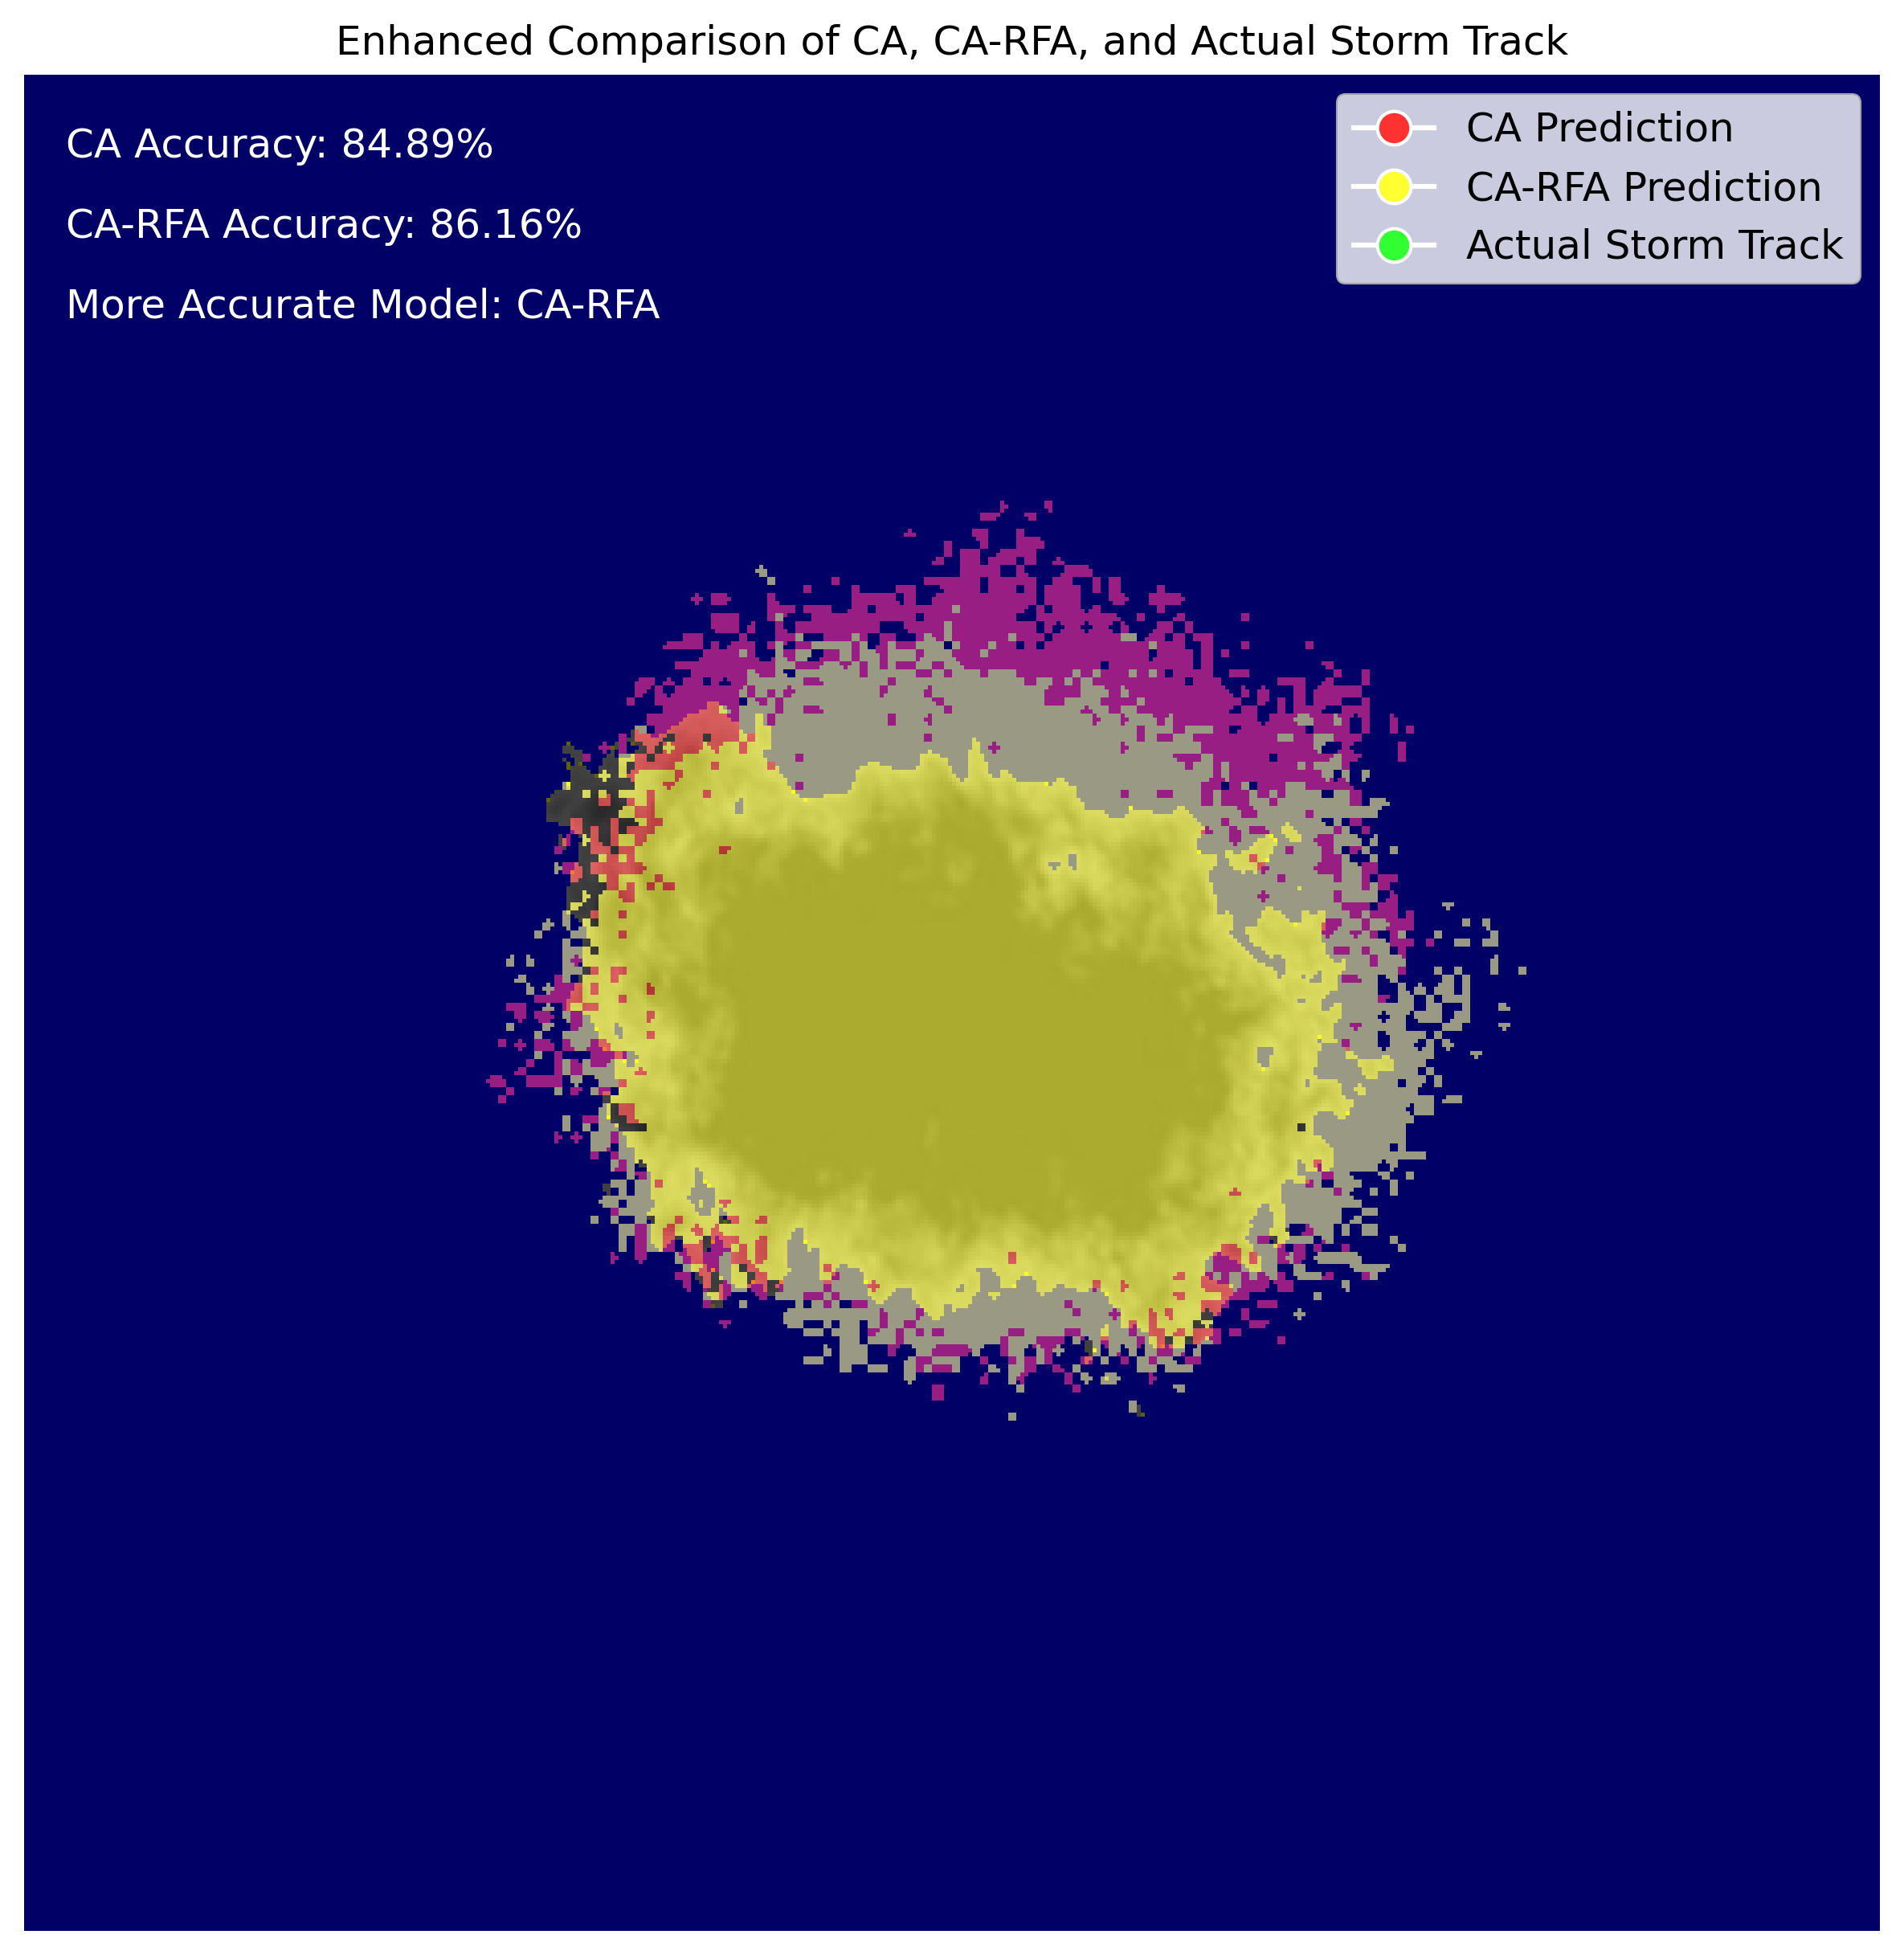 Enhanced Comparison of CA, CA-RFA, and Actual Storm Track
CA Accuracy: 84.89%
CA-RFA Accuracy: 86.16%
More Accurate Model: CA-RFA
CA Prediction
CA-RFA Prediction
Actual Storm Track